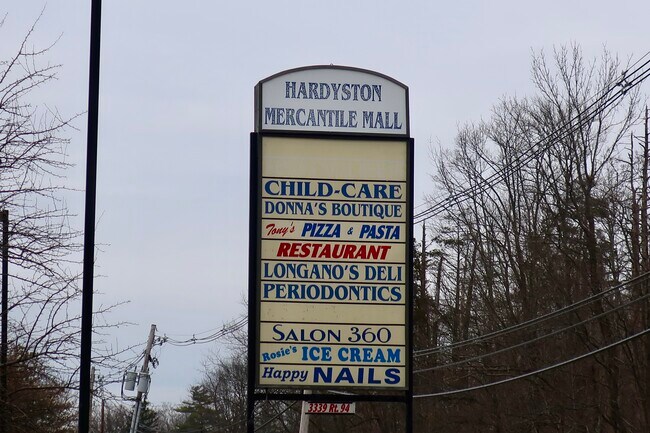 HARDYSTON
MERCANTILE MALL
CHILD-CARE
DONNA'S BOUTIQUE
Tony's PIZZA & PASTA
RESTAURANT
LONGANO'S DELI
PERIODONTICS
SALON 360
Rosie's ICE CREAM
Happy NAILS
3339 Rt. 94